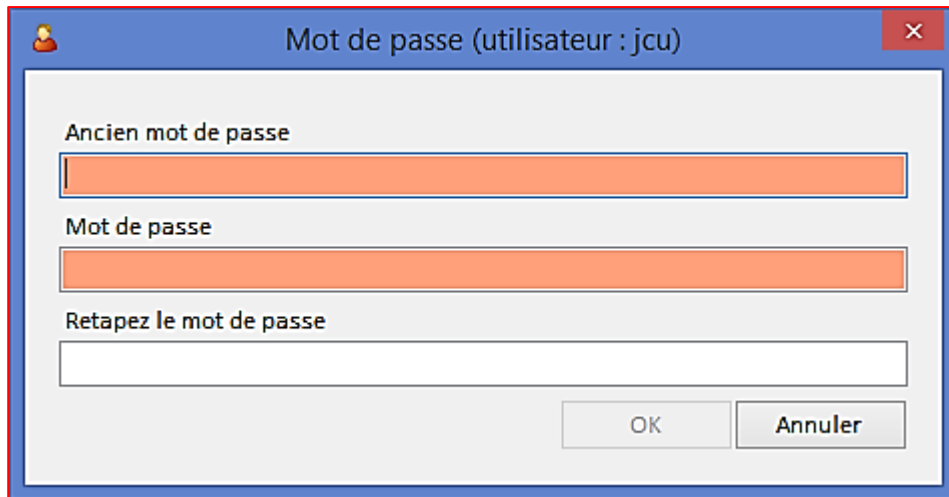 Mot de passe (utilisateur : jcu)
Ancien mot de passe
Mot de passe
Retapez le mot de passe
OK
Annuler